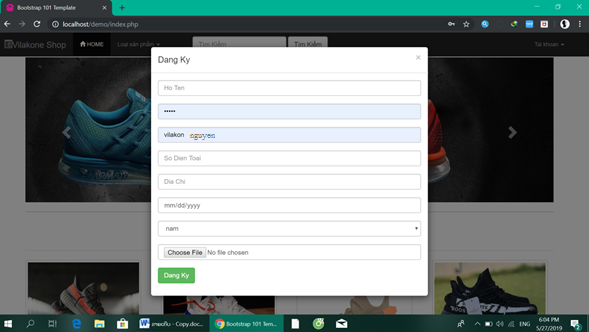 Bootstrap 101 Template
localhost/demo/index.php
Vilakone Shop
HOME
Loại sản phẩm
Tìm Kiếm
Tìm Kiếm
Tài khoản
Dang Ky
×
Ho Ten
•••••
vilakon nguyen
So Dien Toei
Dia Chi
mm/dd/yyyy
nam
Choose File No file chosen
Dang Ky
- Copy.doc...
Bootstrap 101 Tem...
ENG
6:04 PM
5/27/2019